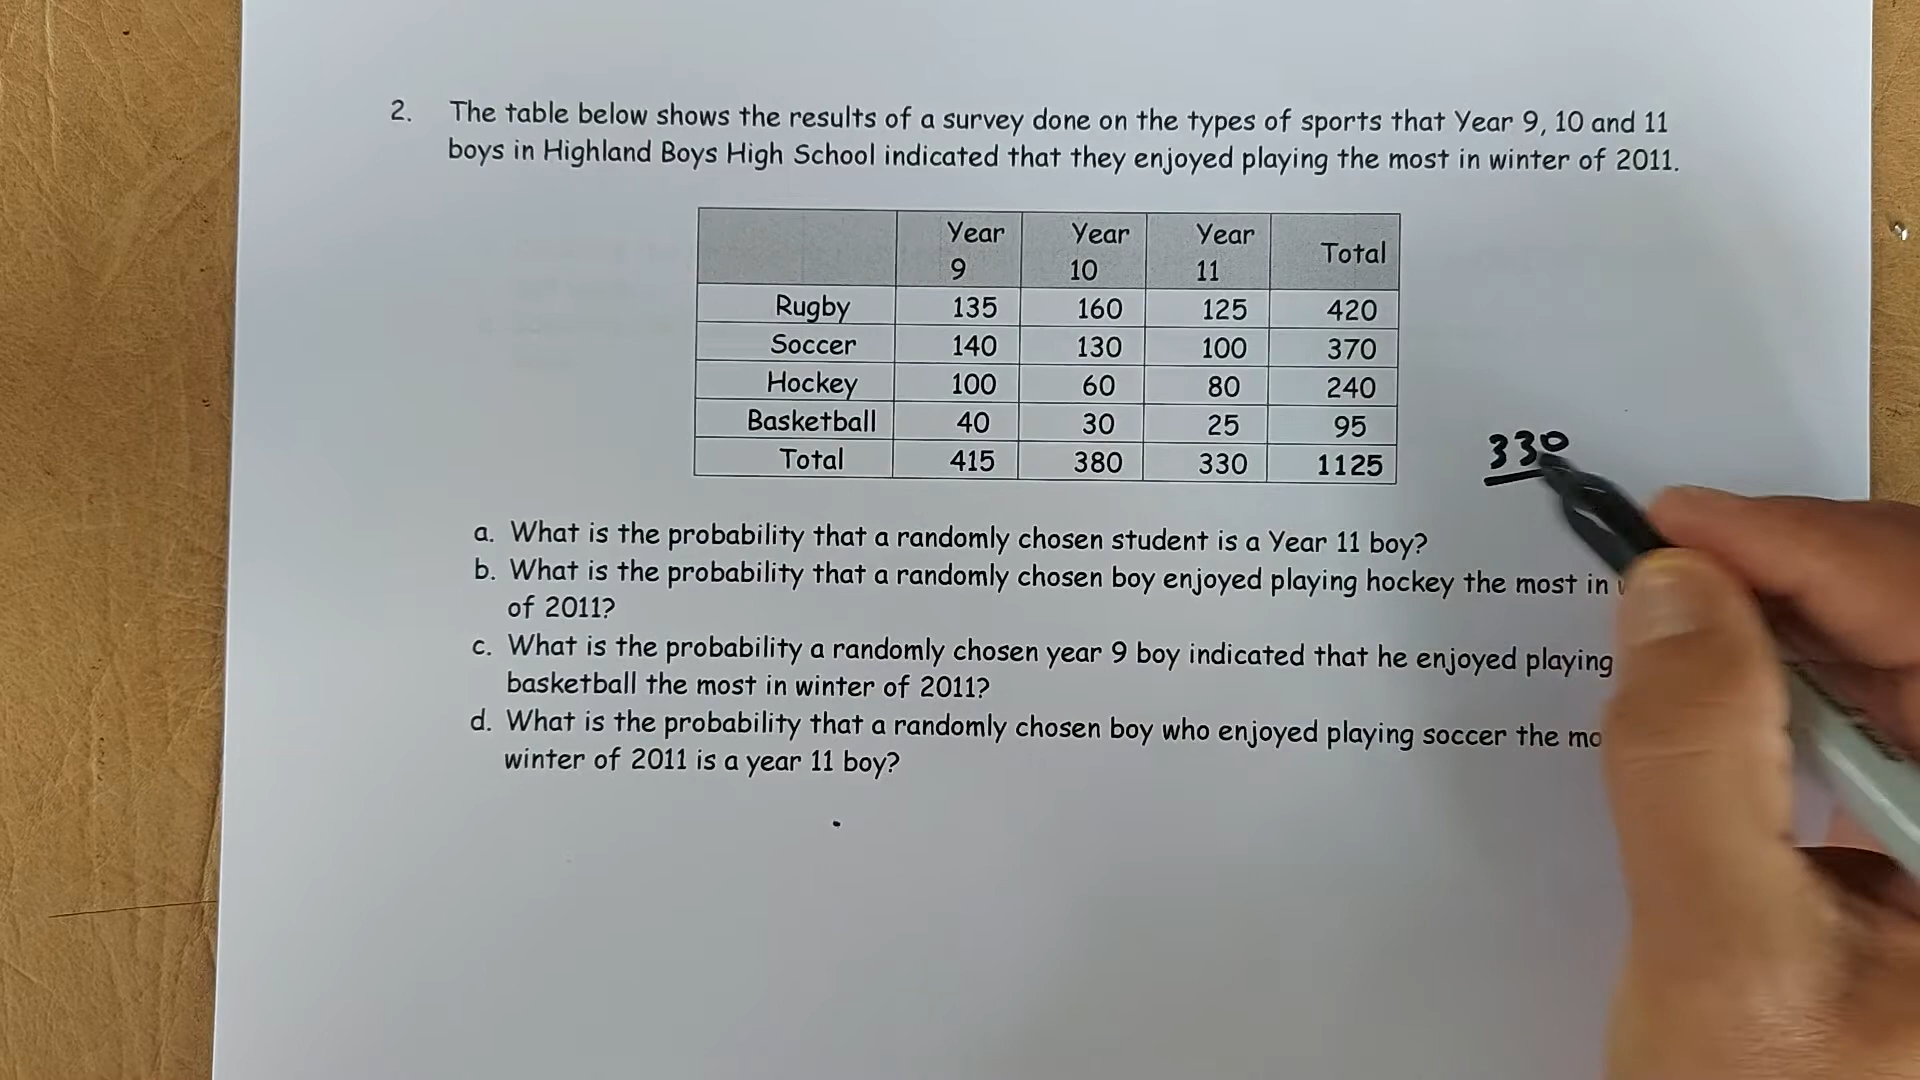 2. The table below shows the results of a survey done on the types of sports that Year 9, 10 and 11
boys in Highland Boys High School indicated that they enjoyed playing the most in winter of 2011.
Year 9 Year 10 Year 11 Total
Rugby 135 160 125 420
Soccer 140 130 100 370
Hockey 100 60 80 240
Basketball 40 30 25 95
Total 415 380 330 1125
330
a. What is the probability that a randomly chosen student is a Year 11 boy?
b. What is the probability that a randomly chosen boy enjoyed playing hockey the most in
of 2011?
c. What is the probability a randomly chosen year 9 boy indicated that he enjoyed playing
basketball the most in winter of 2011?
d. What is the probability that a randomly chosen boy who enjoyed playing soccer the mo
winter of 2011 is a year 11 boy?